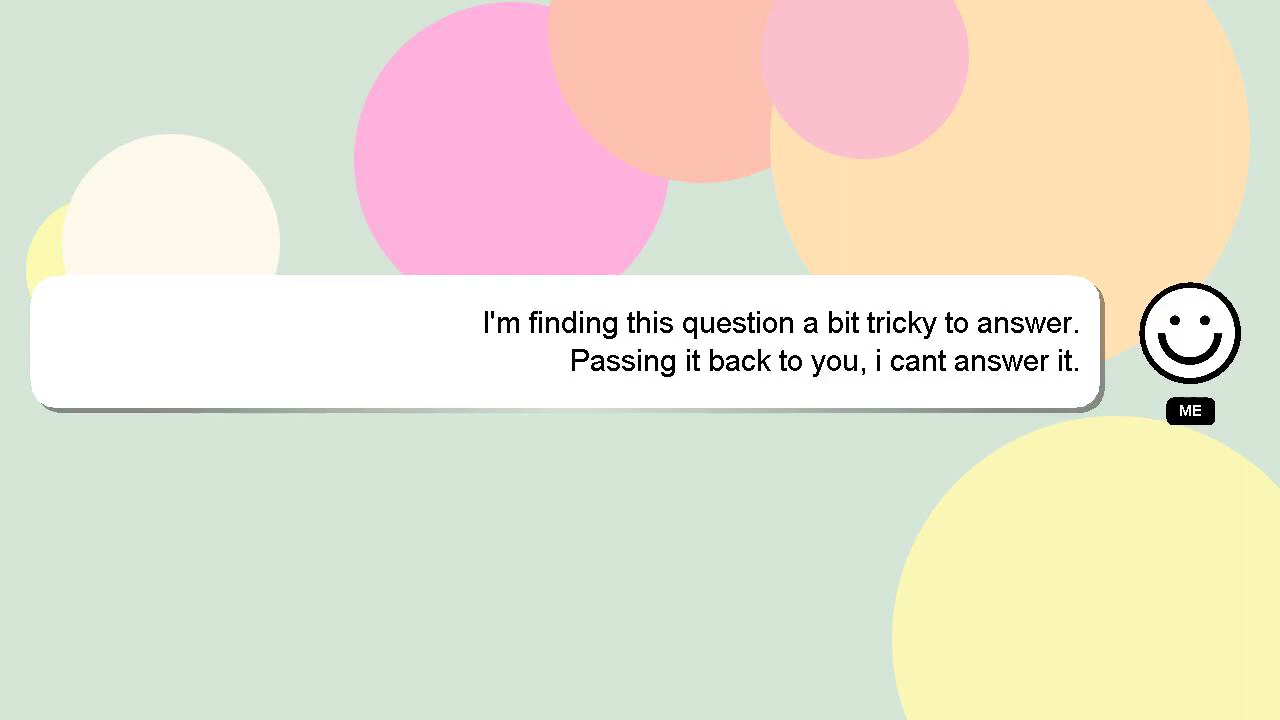 I'm finding this question a bit tricky to answer.
Passing it back to you, i cant answer it.
ME